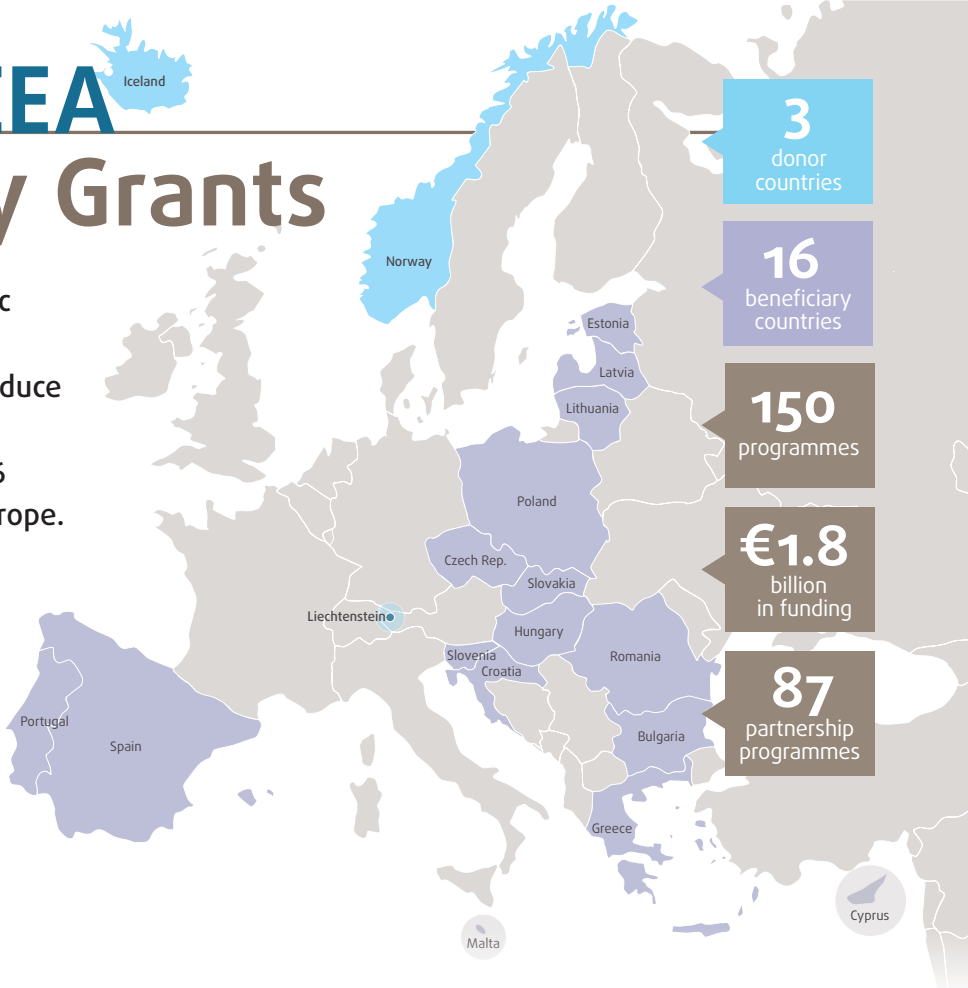 EEA
y Grants
c
duce
6
rope.
Iceland
Norway
Estonia
Latvia
Lithuania
Poland
Czech Rep.
Slovakia
Liechtenstein
Hungary
Slovenia
Croatia
Romania
Portugal
Spain
Bulgaria
Greece
Malta
Cyprus
3
donor
countries
16
beneficiary
countries
150
programmes
€1.8
billion
in funding
87
partnership
programmes